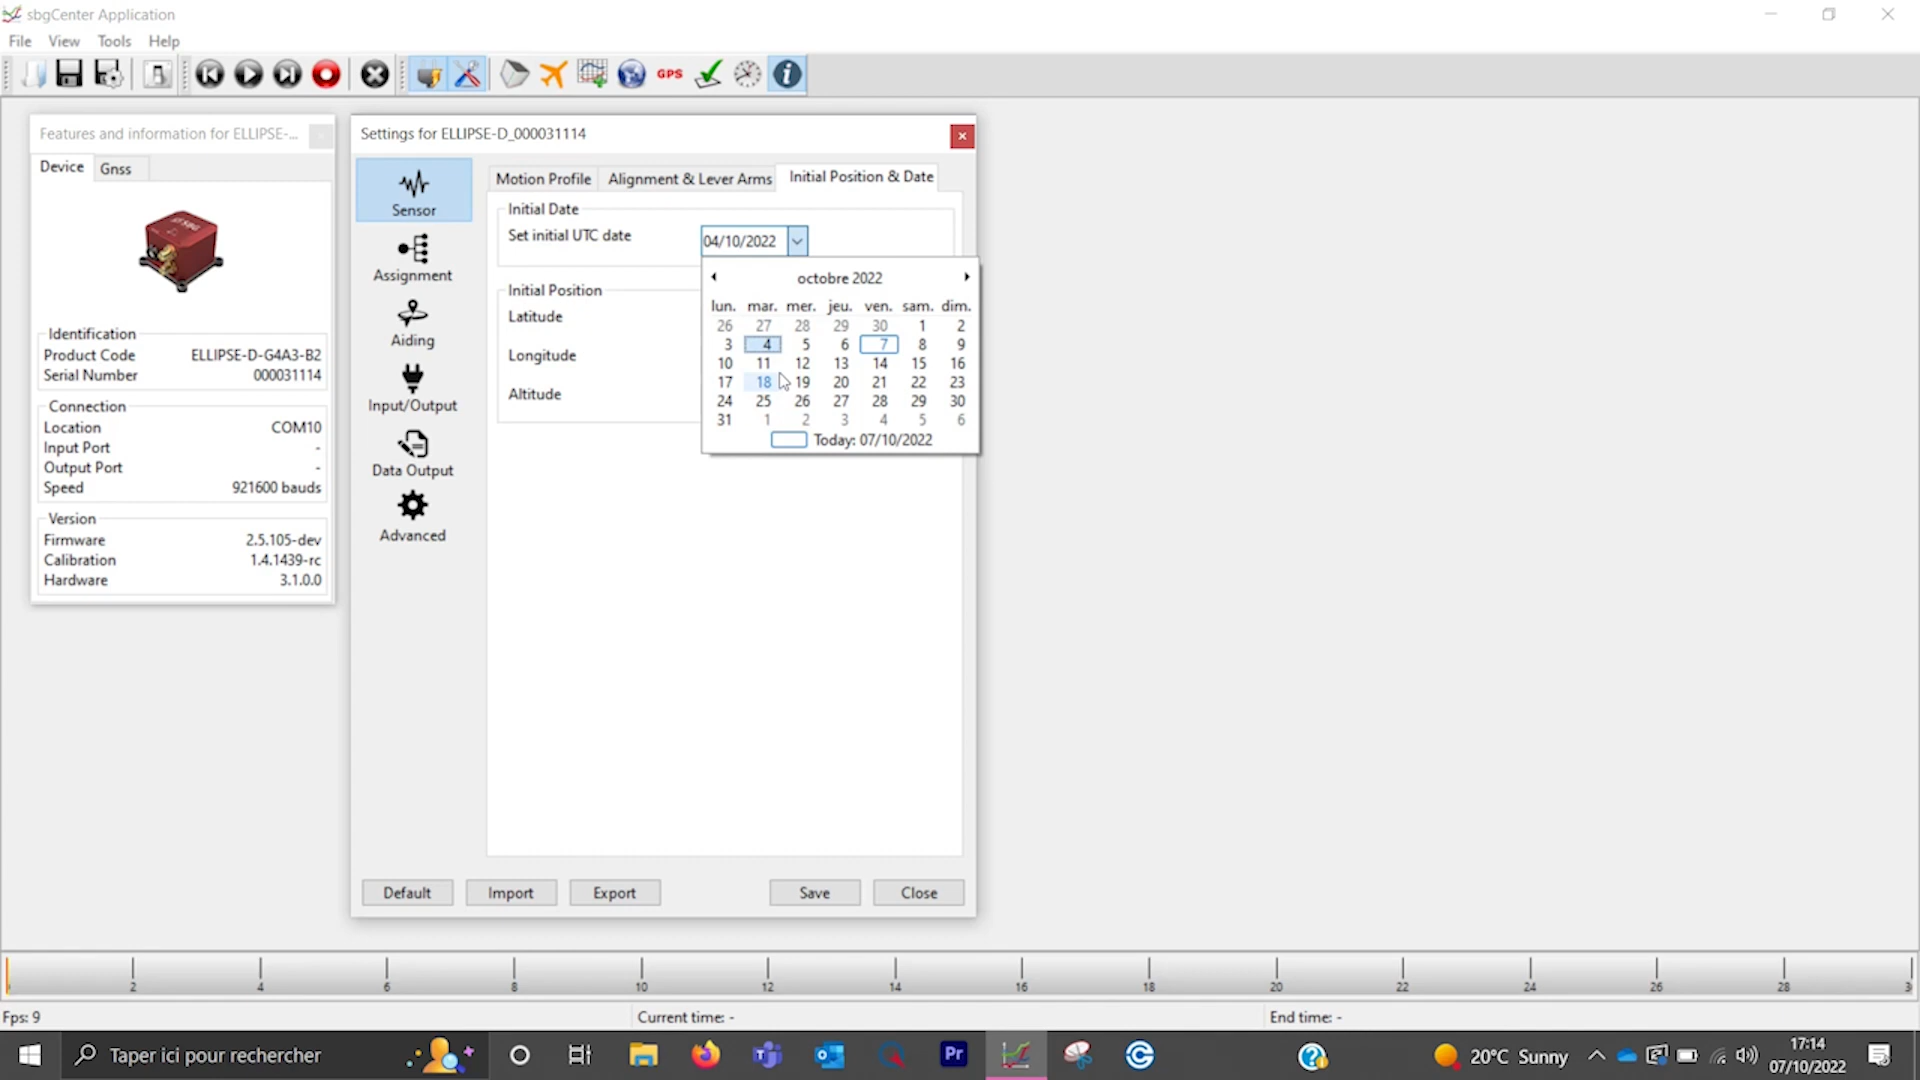 sbgCenter Application
File View Tools Help
GPS
Features and information for ELLIPSE-...
Device Gnss
Identification
Product Code ELLIPSE-D-G4A3-B2
Serial Number 000031114
Connection
Location COM10
Input Port -
Output Port -
Speed 921600 bauds
Version
Firmware 2.5.105-dev
Calibration 1.4.1439-rc
Hardware 3.1.0.0
Settings for ELLIPSE-D_000031114
Sensor
Assignment
Aiding
Input/Output
Data Output
Advanced
Motion Profile Alignment & Lever Arms Initial Position & Date
Initial Date
Set initial UTC date 04/10/2022
Initial Position
Latitude
Longitude
Altitude
octobre 2022
lun. mar. mer. jeu. ven. sam. dim.
26 27 28 29 30 1 2
3 4 5 6 7 8 9
10 11 12 13 14 15 16
17 18 19 20 21 22 23
24 25 26 27 28 29 30
31 1 2 3 4 5 6
Today: 07/10/2022
Default Import Export Save Close
2 4 6 8 10 12 14 16 18 20 22 24 26 28
Fps: 9 Current time: - End time: -
Taper ici pour rechercher
Pr
20°C Sunny
17:14
07/10/2022